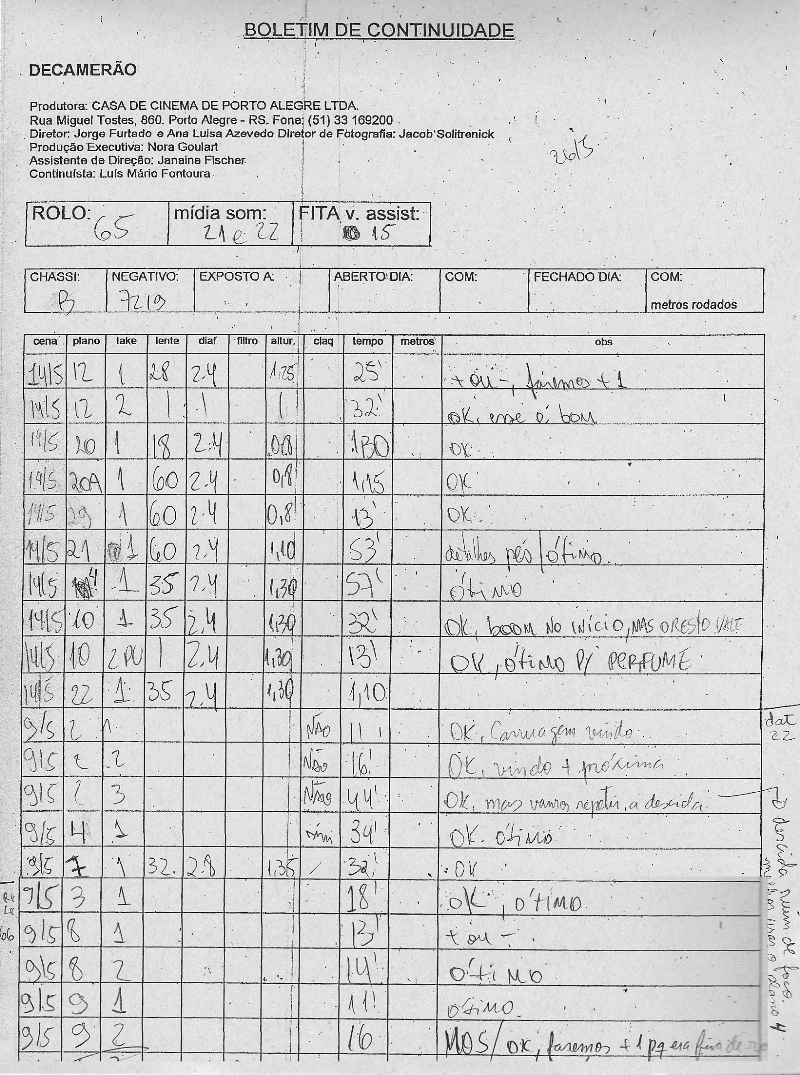 BOLETIM DE CONTINUIDADE
DECAMERÃO
Produtora: CASA DE CINEMA DE PORTO ALEGRE LTDA.
Rua Miguel Tostes, 860. Porto Alegre - RS. Fone: (51) 33 169200
Diretor: Jorge Furtado e Ana Luisa Azevedo Diretor de Fotografia: Jacob Solitrenick
Produção Executiva: Nora Goulart
Assistente de Direção: Janaine Fischer
Continuísta: Luís Mário Fontoura
26/5
ROLO: 65 mídia som: 21 e 22 FITA v. assist: 15
CHASSI: B NEGATIVO: 7219 EXPOSTO A: ABERTO DIA: COM: FECHADO DIA: COM:
metros rodados
cena plano take lente diaf filtro altur. claq tempo metros obs
14/5 12 1 28 2.4 1,25 25' + ou -, faremos + 1
14/5 12 2 | | | 32' OK, esse é bom
14/5 20 1 18 2.4 0,8 1,30 OK
14/5 20A 1 60 2.4 0,8' 1,15 OK
14/5 29 1 60 2.4 0,8' 13' OK
14/5 21 1 60 2.4 1,10 53' detalhes pés / ótimo
14/5 4 1 35 2.4 1,30 57' ótimo
14/5 10 1 35 2,4 1,30 32' OK, BOOM NO INÍCIO, MAS O RESTO VALE
14/5 10 2PU | 2,4 1,30 13' OK, ÓTIMO P/ PERFUME
14/5 22 1 35 2.4 1,30 1,10
9/5 2 1 NÃO 11' OK, Carruagem vindo
dat 22
9/5 2 2 Não 16' OK, vindo + próxima
9/5 2 3 Não 44' OK, mas vamos repetir a descida
9/5 4 1 sim 34' OK. ótimo
9/5 7 1 32. 2.8 1,35 / 32' OK
9/5 3 1 18' OK, ÓTIMO
9/5 8 1 13' + ou -
9/5 8 2 14' ÓTIMO
9/5 9 1 11' ótimo
9/5 9 2 16 MOS/ OK, faremos + 1 pq era fim de
a descida ruim de foco
melhor usar o plano 4